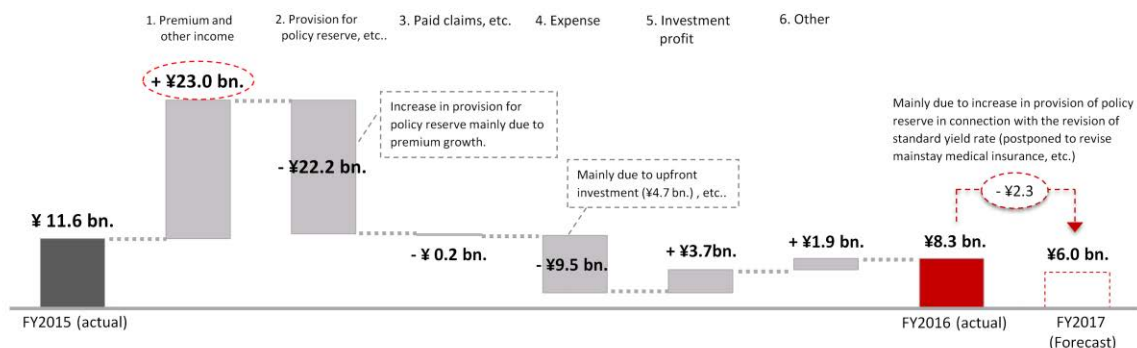 1. Premium and
other income
2. Provision for
policy reserve, etc..
3. Paid claims, etc.
4. Expense
5. Investment
profit
6. Other
+ ¥23.0 bn.
Increase in provision for
policy reserve mainly due to
premium growth.
- ¥22.2 bn.
Mainly due to increase in provision of policy
reserve in connection with the revision of
standard yield rate (postponed to revise
mainstay medical insurance, etc.)
Mainly due to upfront
investment (¥4.7 bn.) , etc..
- ¥2.3
¥ 11.6 bn.
- ¥ 0.2 bn.
- ¥9.5 bn.
+ ¥3.7bn.
+ ¥1.9 bn.
¥8.3 bn.
¥6.0 bn.
FY2015 (actual)
FY2016 (actual)
FY2017
(Forecast)